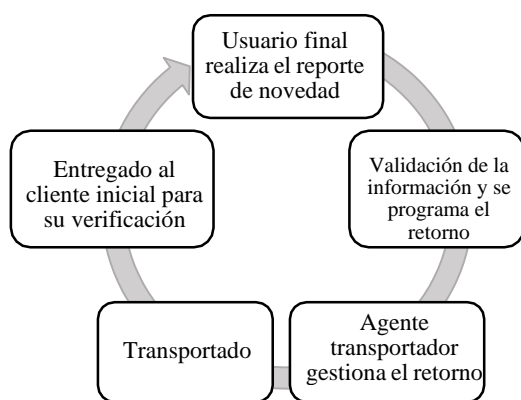 Usuario final
realiza el reporte
de novedad
Validación de la
información y se
programa el
retorno
Agente
transportador
gestiona el retorno
Transportado
Entregado al
cliente inicial para
su verificación